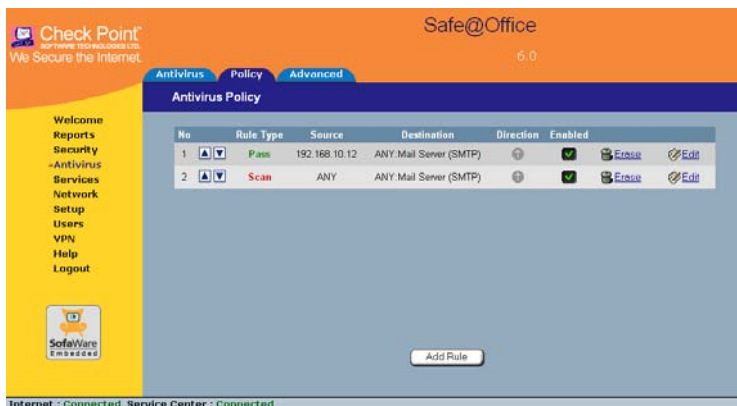 Check Point
SOFTWARE TECHNOLOGIES LTD.
We Secure the Internet.
Safe@Office
6.0
Antivirus Policy Advanced
Antivirus Policy
Welcome
Reports
Security
Antivirus
Services
Network
Setup
Users
VPN
Help
Logout
No Rule Type Source Destination Direction Enabled
1 Pass 192.168.10.12 ANY:Mail Server (SMTP) Erase Edit
2 Scan ANY ANY:Mail Server (SMTP) Erase Edit
SofaWare
Embedded
Add Rule
Internet : Connected Service Center : Connected